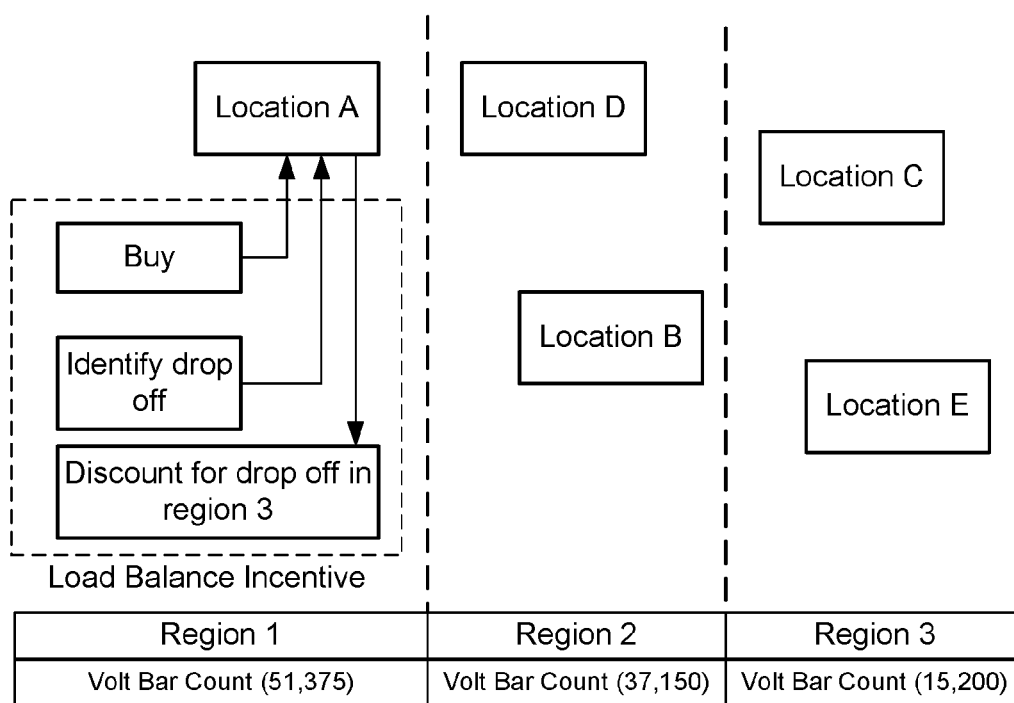 Location A
Location D
Location C
Buy
Location B
Identify drop
off
Location E
Discount for drop off in
region 3
Load Balance Incentive
Region 1
Region 2
Region 3
Volt Bar Count (51,375)
Volt Bar Count (37,150)
Volt Bar Count (15,200)